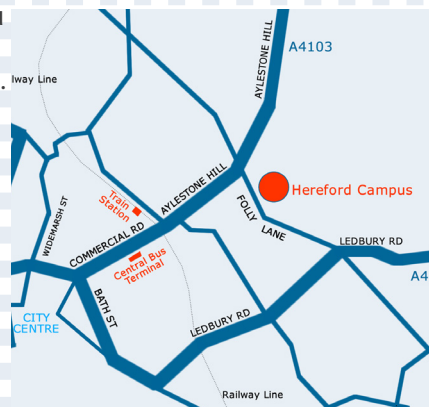 A4103
AYLESTONE HILL
lway Line
Hereford Campus
Train
Station
AYLESTONE HILL
FOLLY
LANE
WIDEMARSH ST
COMMERCIAL RD
LEDBURY RD
Central Bus
Terminal
A4
BATH ST
CITY
CENTRE
LEDBURY RD
Railway Line